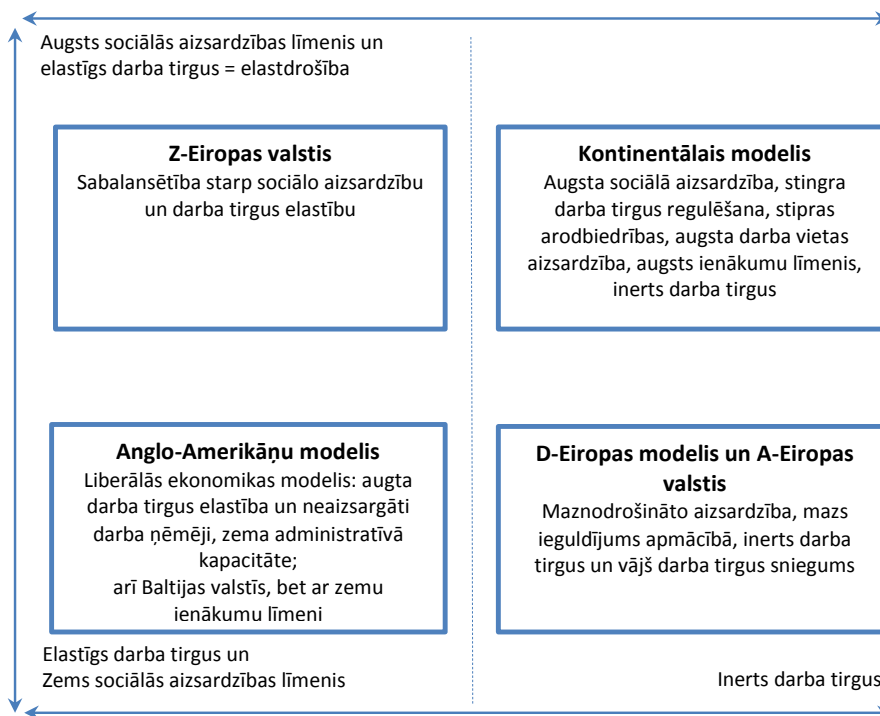 Augsts sociālās aizsardzības līmenis un
elastīgs darba tirgus = elastdrošība
Z-Eiropas valstis
Sabalansētība starp sociālo aizsardzību
un darba tirgus elastību
Kontinentālais modelis
Augsta sociālā aizsardzība, stingra
darba tirgus regulēšana, stipras
arodbiedrības, augsta darba vietas
aizsardzība, augsts ienākumu līmenis,
inerts darba tirgus
Anglo-Amerikāņu modelis
Liberālās ekonomikas modelis: augta
darba tirgus elastība un neaizsargāti
darba ņēmēji, zema administratīvā
kapacitāte;
arī Baltijas valstīs, bet ar zemu
ienākumu līmeni
D-Eiropas modelis un A-Eiropas
valstis
Maznodrošināto aizsardzība, mazs
ieguldījums apmācībā, inerts darba
tirgus un vājš darba tirgus sniegums
Elastīgs darba tirgus un
Zems sociālās aizsardzības līmenis
Inerts darba tirgus